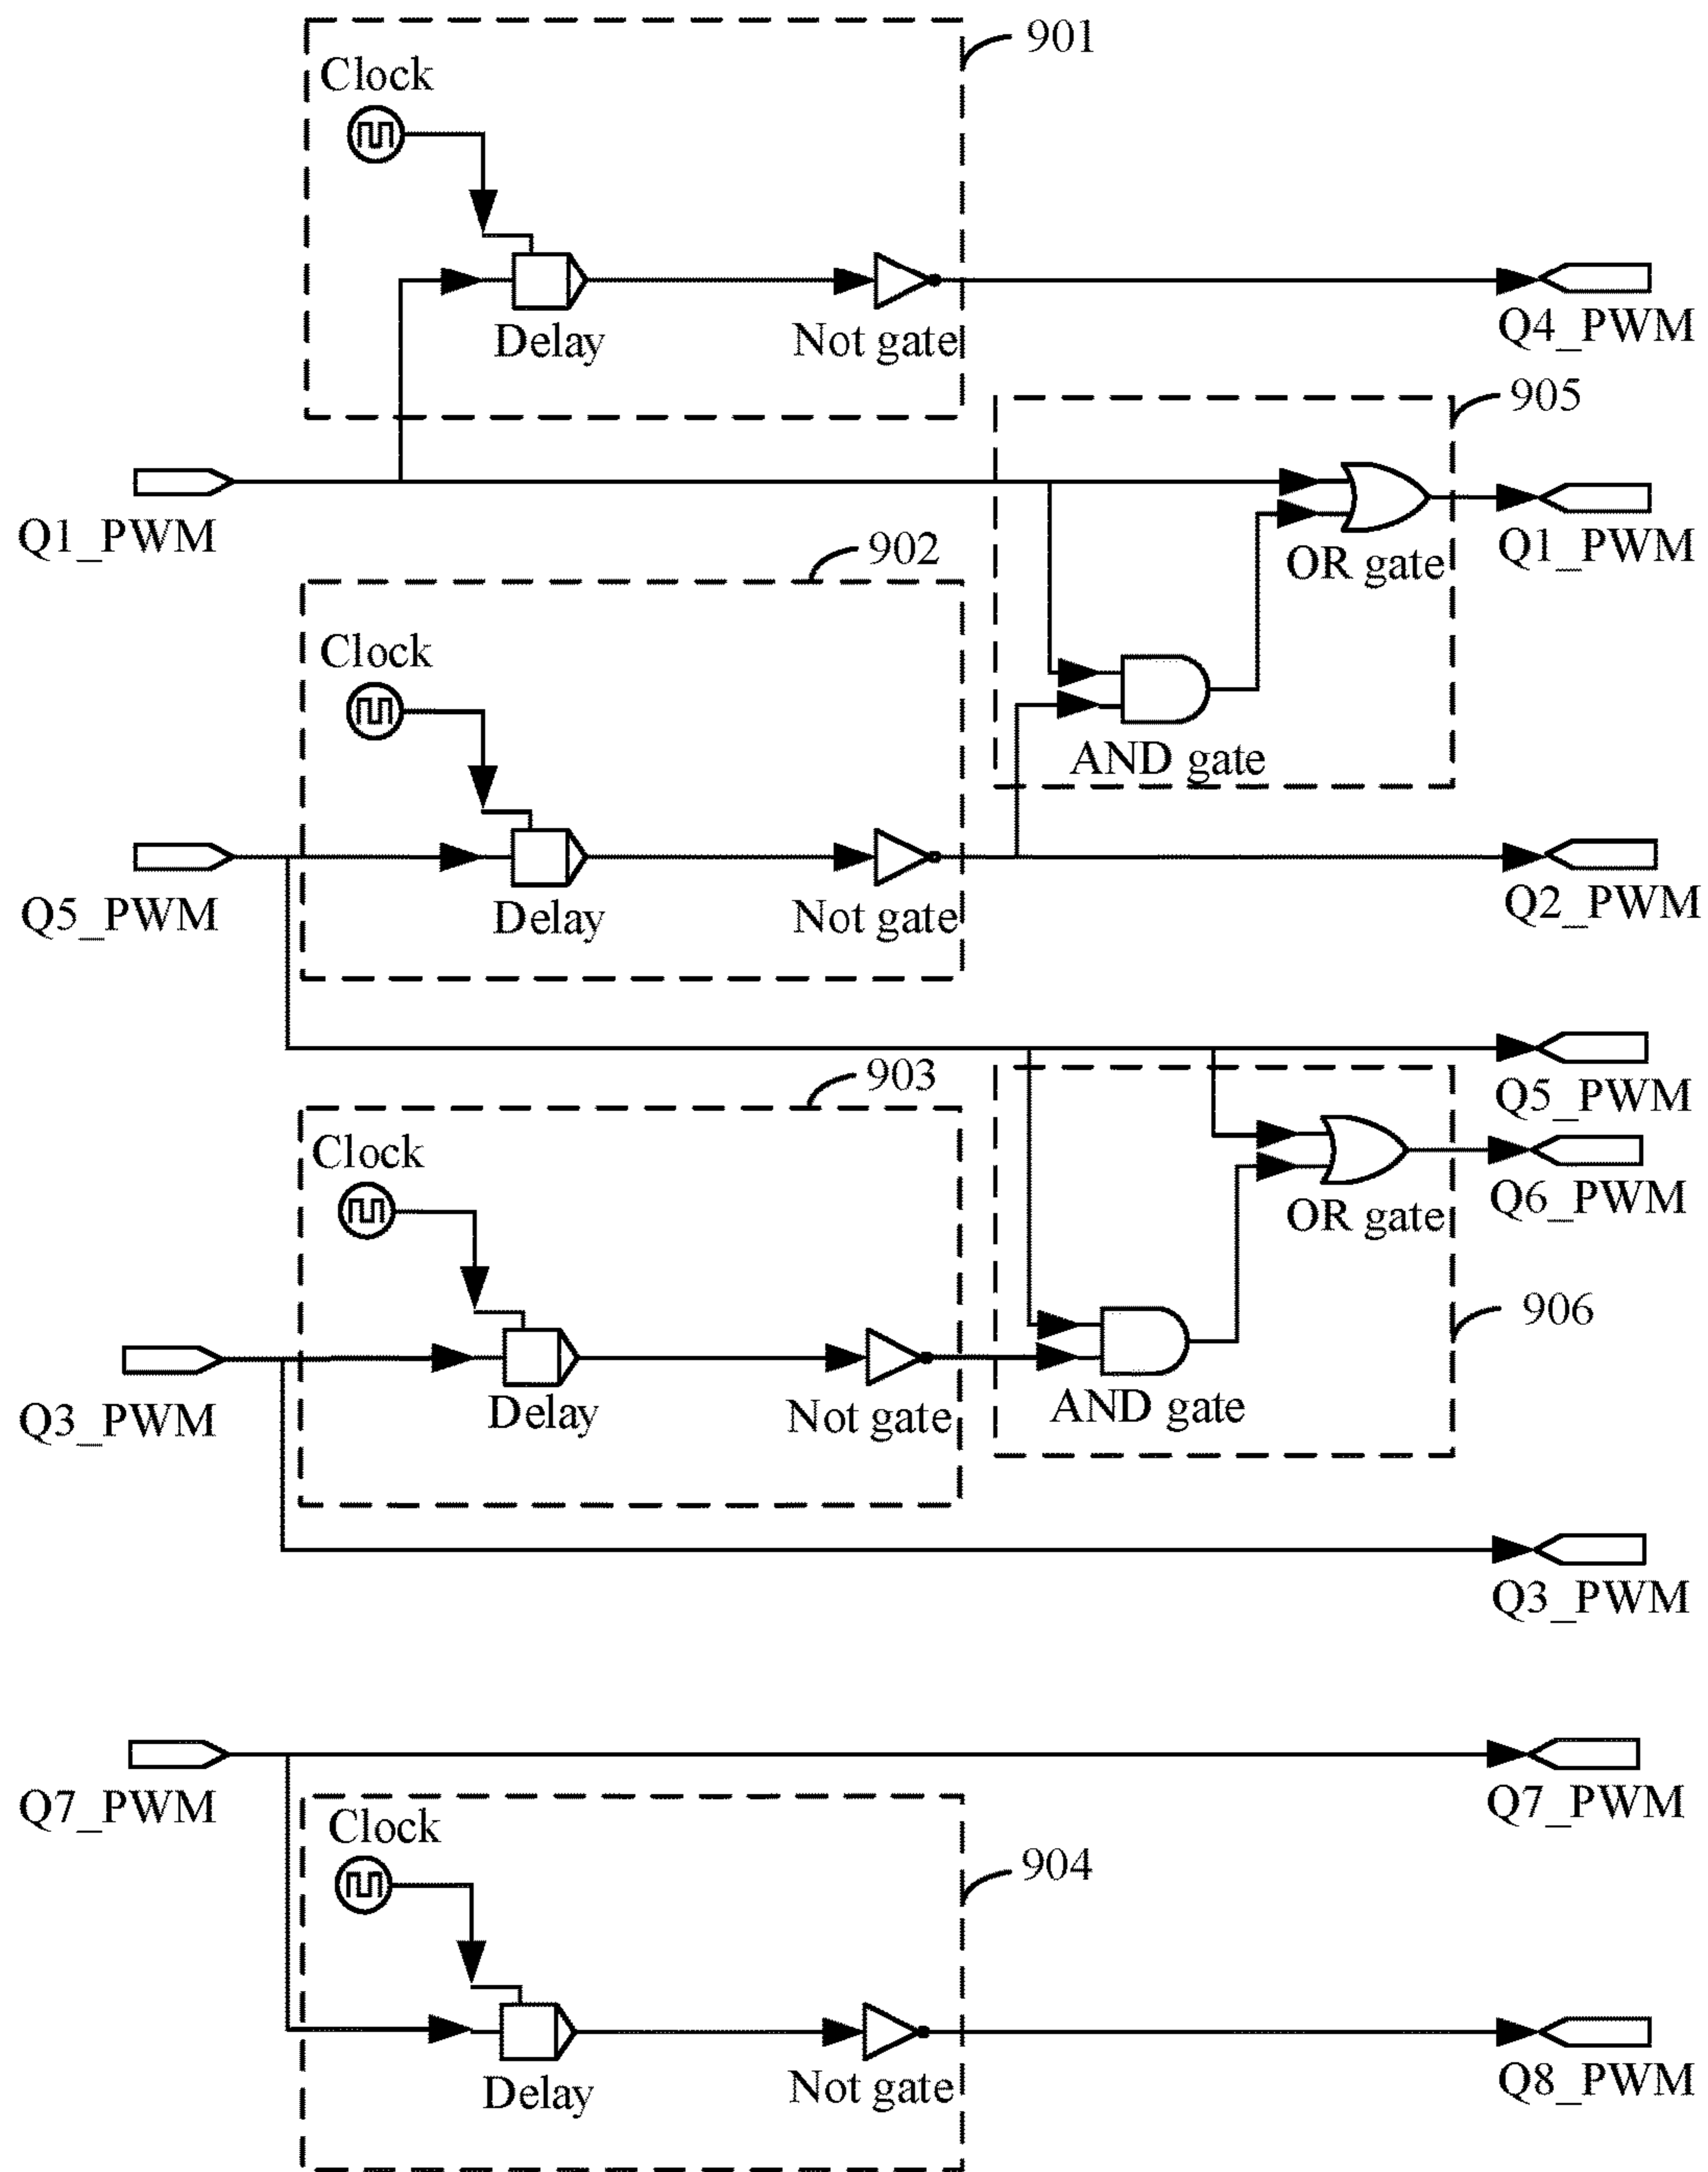 901
Clock
Delay
Not gate
Q4_PWM
905
Q1_PWM
OR gate
Q1_PWM
902
Clock
AND gate
Q5_PWM
Delay
Not gate
Q2_PWM
903
Q5_PWM
Clock
OR gate
Q6_PWM
906
Q3_PWM
Delay
Not gate
AND gate
Q3_PWM
Q7_PWM
Q7_PWM
Clock
904
Delay
Not gate
Q8_PWM